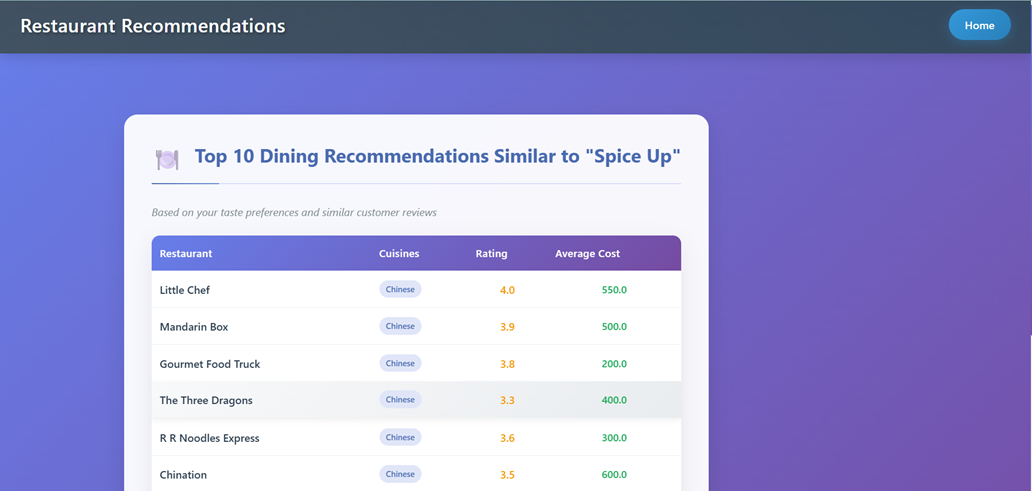 Restaurant Recommendations
Home
Top 10 Dining Recommendations Similar to "Spice Up"
Based on your taste preferences and similar customer reviews
Restaurant Cuisines Rating Average Cost
Little Chef Chinese 4.0 550.0
Mandarin Box Chinese 3.9 500.0
Gourmet Food Truck Chinese 3.8 200.0
The Three Dragons Chinese 3.3 400.0
R R Noodles Express Chinese 3.6 300.0
Chination Chinese 3.5 600.0